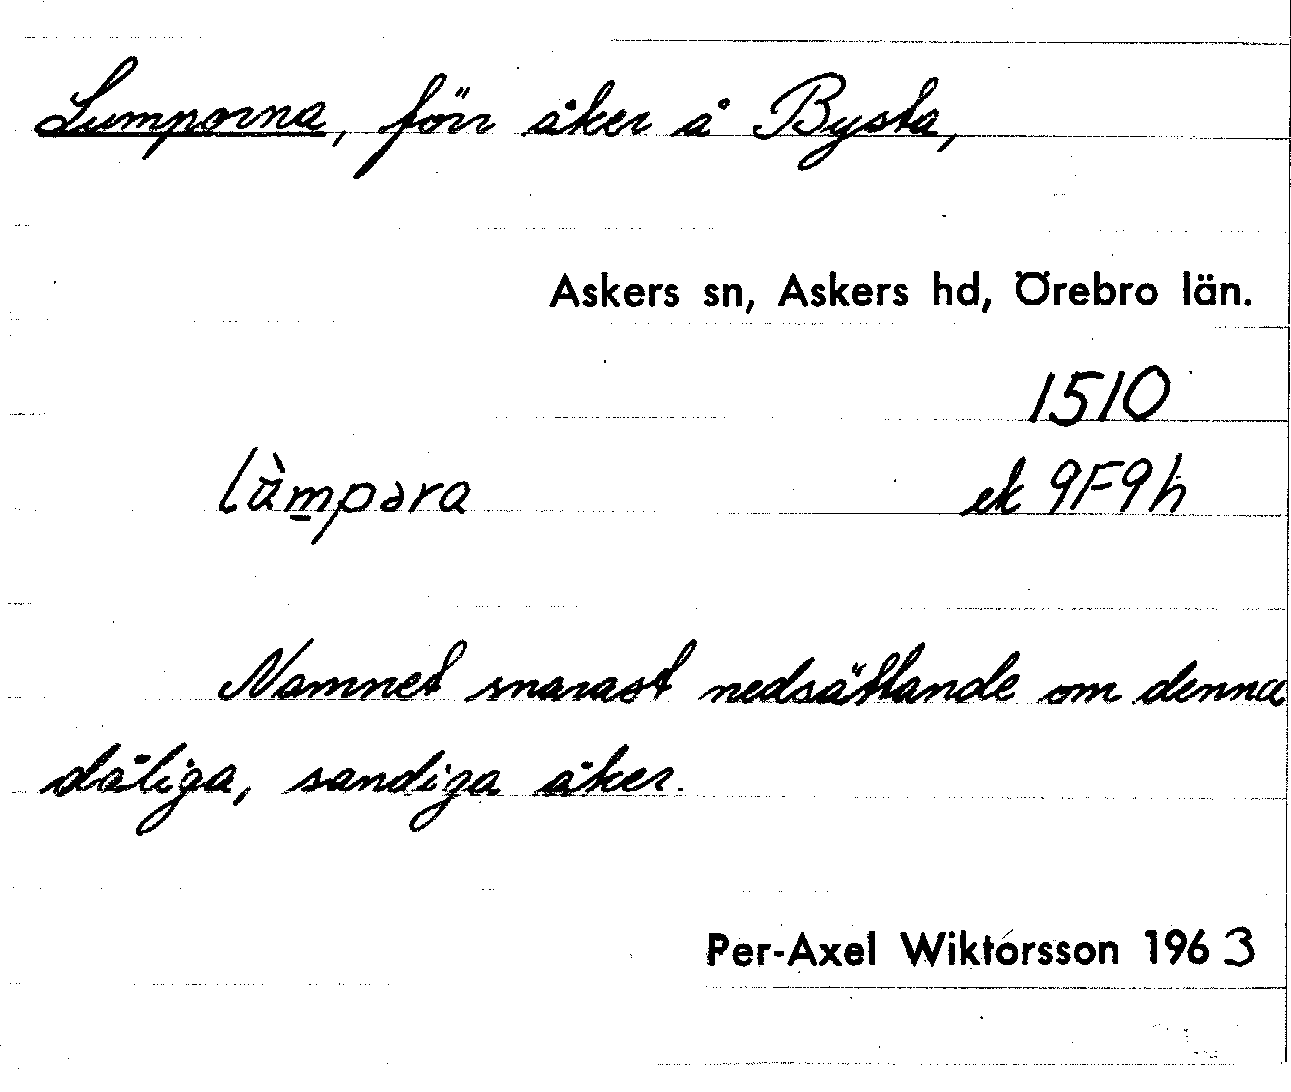 Lumporna, förr åker å Bysta,
Askers sn, Askers hd, Örebro län.
1510
làmpəra ek 9F9h
Namnet snarast nedsättande om denna
dåliga, sandiga åker.
Per-Axel Wiktorsson 1963